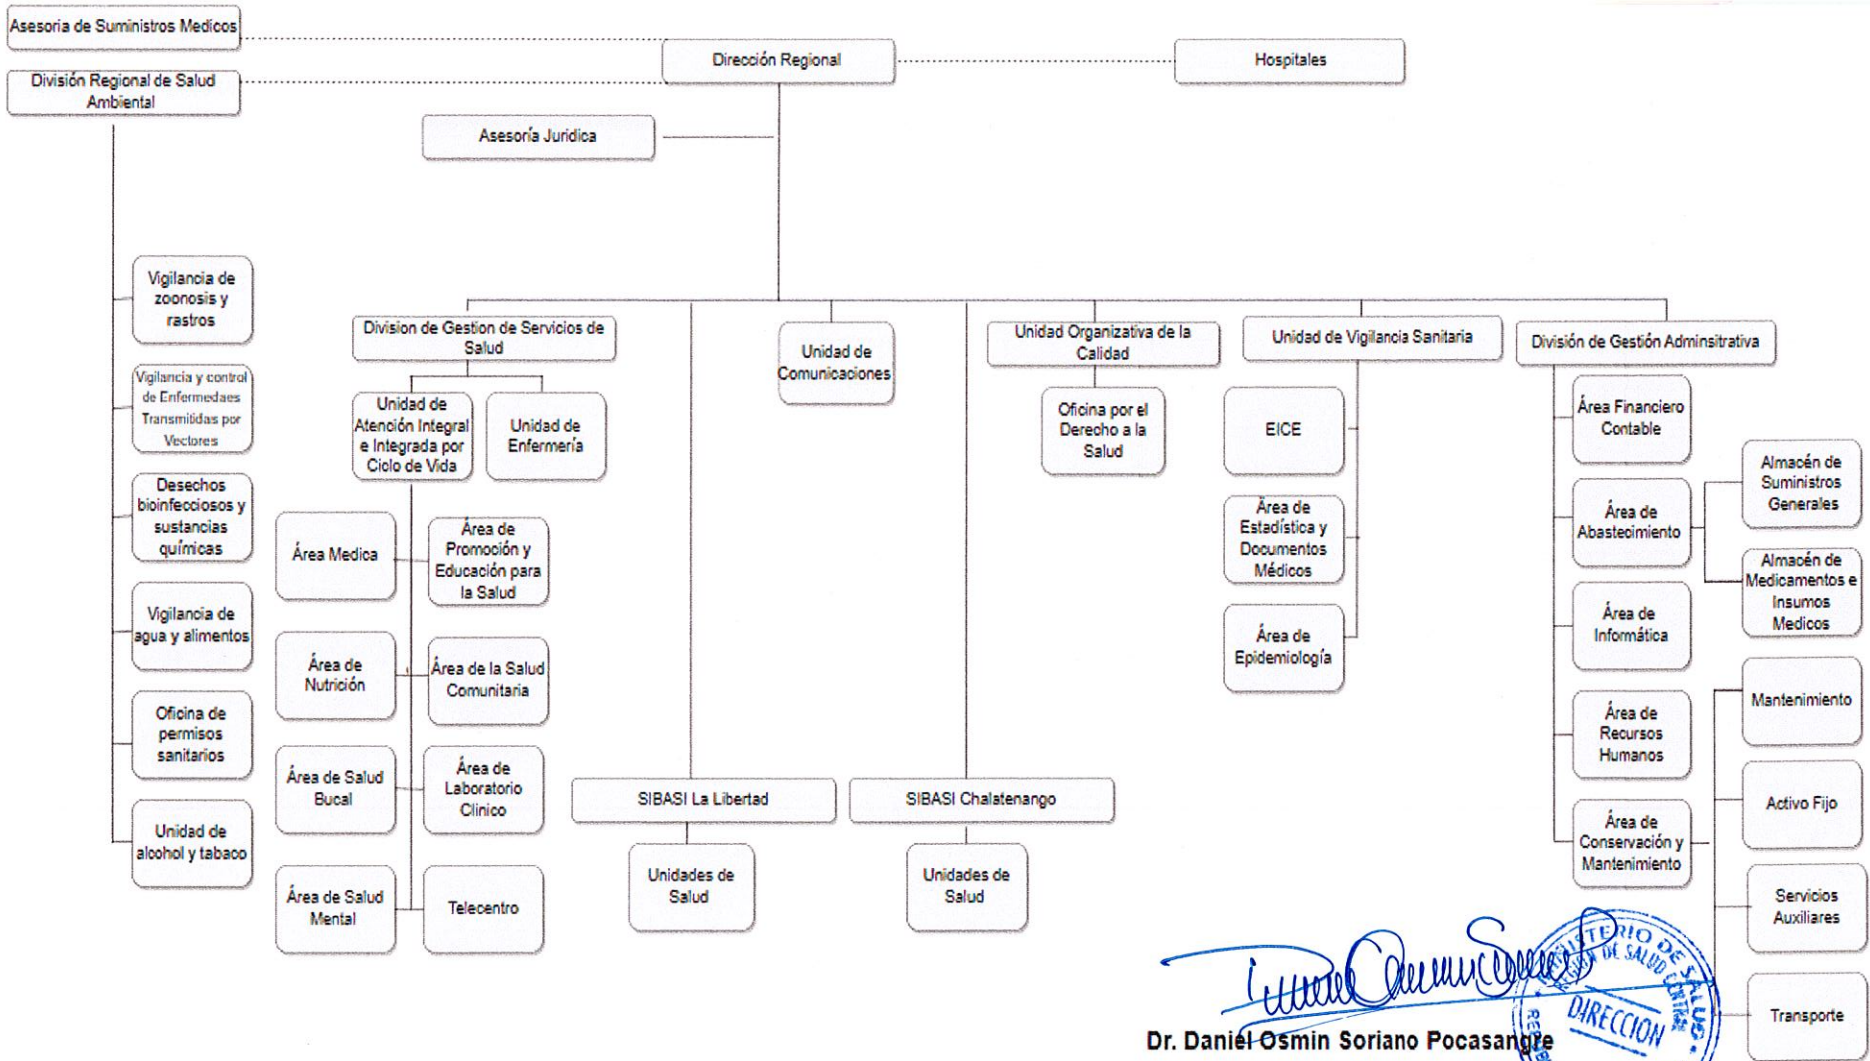 Asesoria de Suministros Medicos
Dirección Regional
Hospitales
División Regional de Salud
Ambiental
Asesoría Juridica
Vigilancia de
zoonosis y
rastros
Vigilancia y control
de Enfermedaes
Transmitidas por
Vectores
Desechos
bioinfecciosos y
sustancias
químicas
Vigilancia de
agua y alimentos
Oficina de
permisos
sanitarios
Unidad de
alcohol y tabaco
Division de Gestion de Servicios de
Salud
Unidad de
Atención Integral
e Integrada por
Ciclo de Vida
Unidad de
Enfermería
Área Medica
Área de
Promoción y
Educación para
la Salud
Área de
Nutrición
Área de la Salud
Comunitaria
Área de Salud
Bucal
Área de
Laboratorio
Clinico
Área de Salud
Mental
Telecentro
SIBASI La Libertad
Unidades de
Salud
Unidad de
Comunicaciones
SIBASI Chalatenango
Unidades de
Salud
Unidad Organizativa de la
Calidad
Oficina por el
Derecho a la
Salud
Unidad de Vigilancia Sanitaria
EICE
Área de
Estadística y
Documentos
Médicos
Área de
Epidemiología
División de Gestión Adminsitrativa
Área Financiero
Contable
Área de
Abastecimiento
Almacén de
Suministros
Generales
Almacén de
Medicamentos e
Insumos
Medicos
Área de
Informática
Área de
Recursos
Humanos
Área de
Conservación y
Mantenimiento
Mantenimiento
Activo Fijo
Servicios
Auxiliares
Transporte
Dr. Daniel Osmin Soriano Pocasangre
MINISTERIO DE SALUD
REGION DE SALUD CENTRAL
DIRECCION